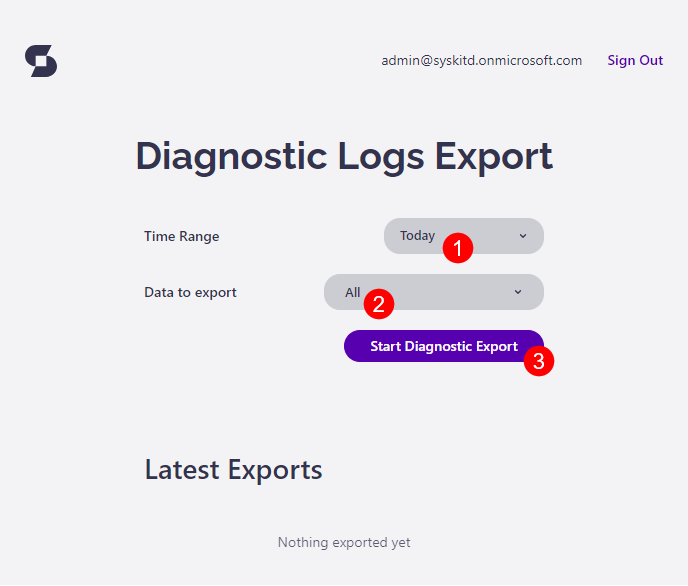 admin@syskitd.onmicrosoft.com Sign Out
Diagnostic Logs Export
Time Range Today 1
Data to export All 2
Start Diagnostic Export 3
Latest Exports
Nothing exported yet